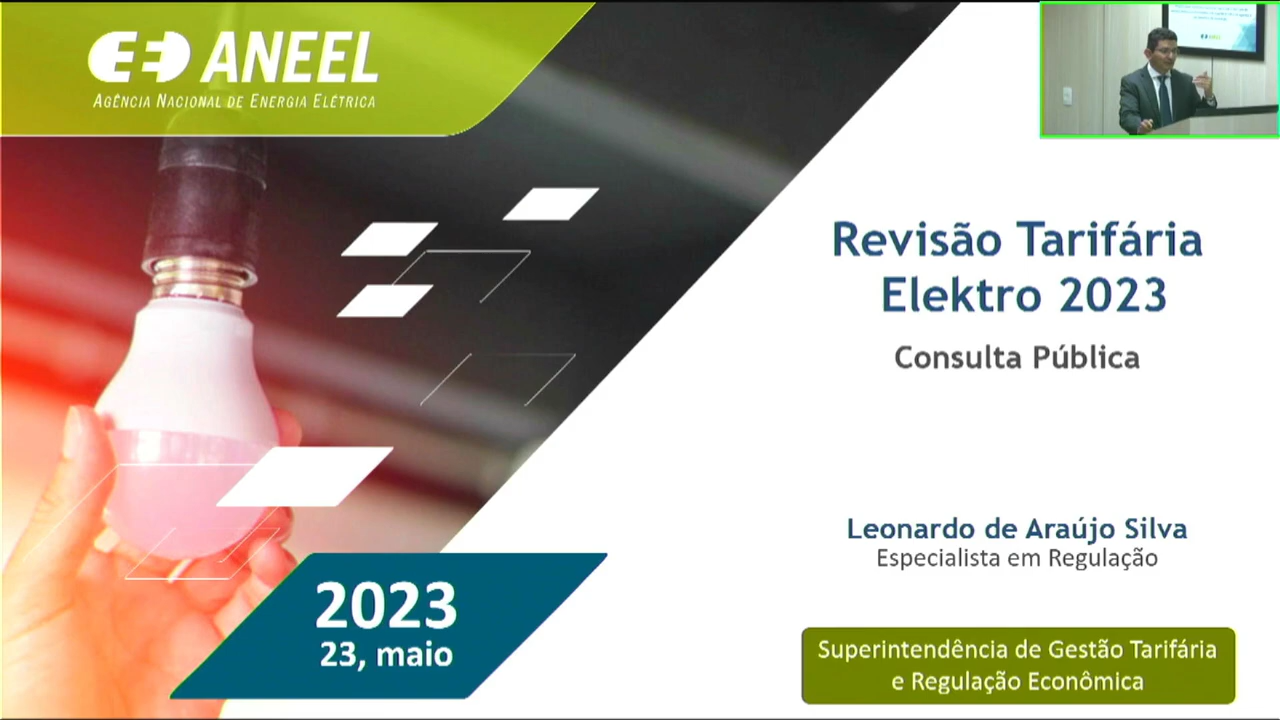 ANEEL
AGÊNCIA NACIONAL DE ENERGIA ELÉTRICA
Revisão Tarifária
Elektro 2023
Consulta Pública
Leonardo de Araújo Silva
Especialista em Regulação
2023
23, maio
Superintendência de Gestão Tarifária
e Regulação Econômica
ANEEL